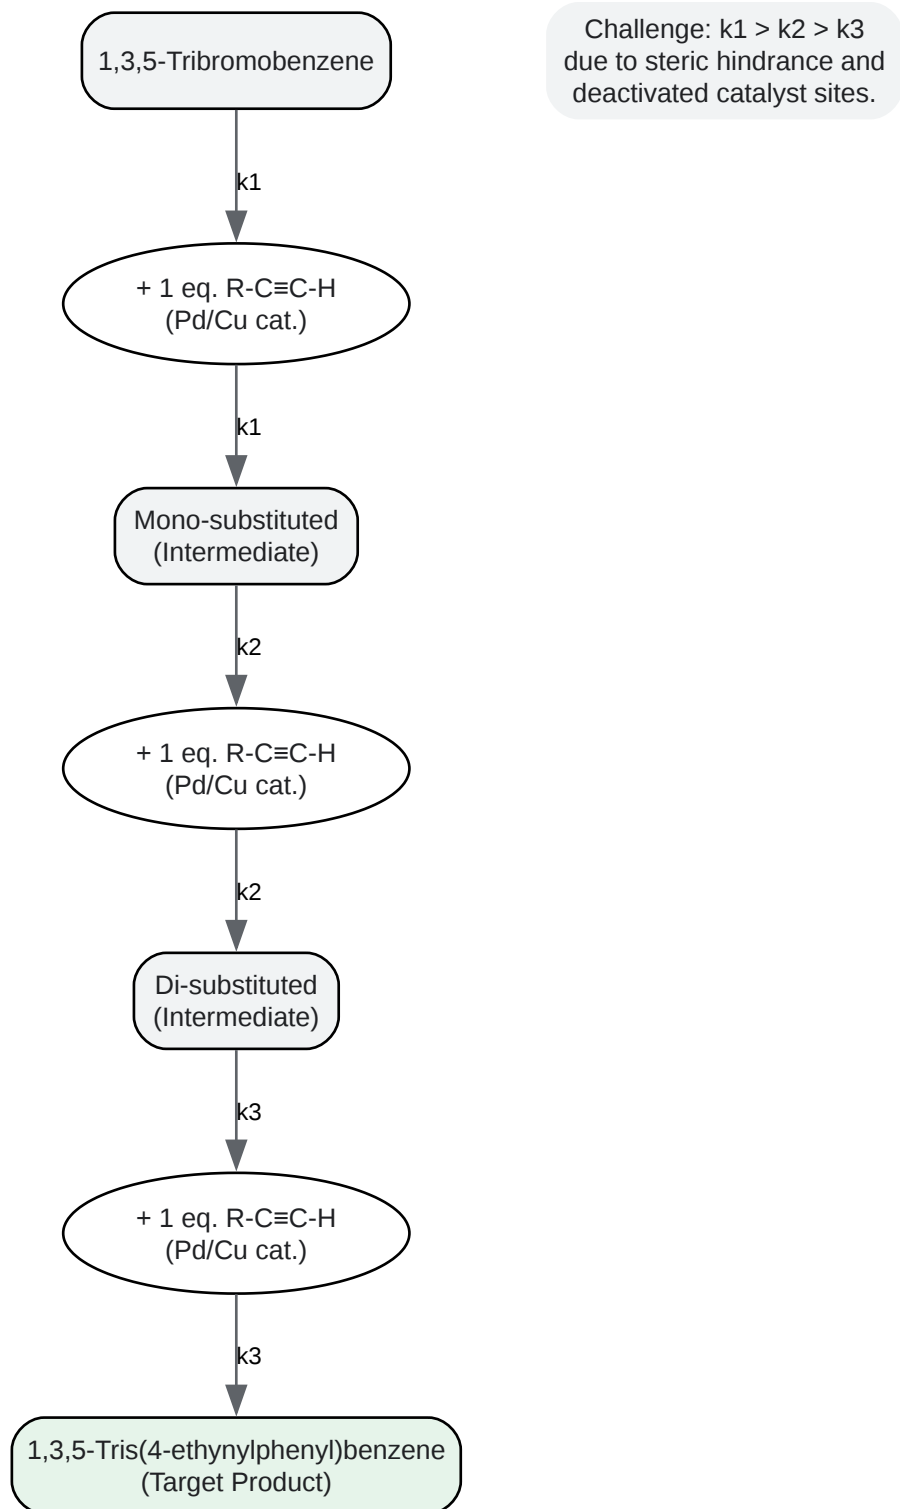 1,3,5-Tribromobenzene
Challenge: k1 > k2 > k3
due to steric hindrance and
deactivated catalyst sites.
k1
+ 1 eq. R-C≡C-H
(Pd/Cu cat.)
k1
Mono-substituted
(Intermediate)
k2
+ 1 eq. R-C≡C-H
(Pd/Cu cat.)
k2
Di-substituted
(Intermediate)
k3
+ 1 eq. R-C≡C-H
(Pd/Cu cat.)
k3
1,3,5-Tris(4-ethynylphenyl)benzene
(Target Product)